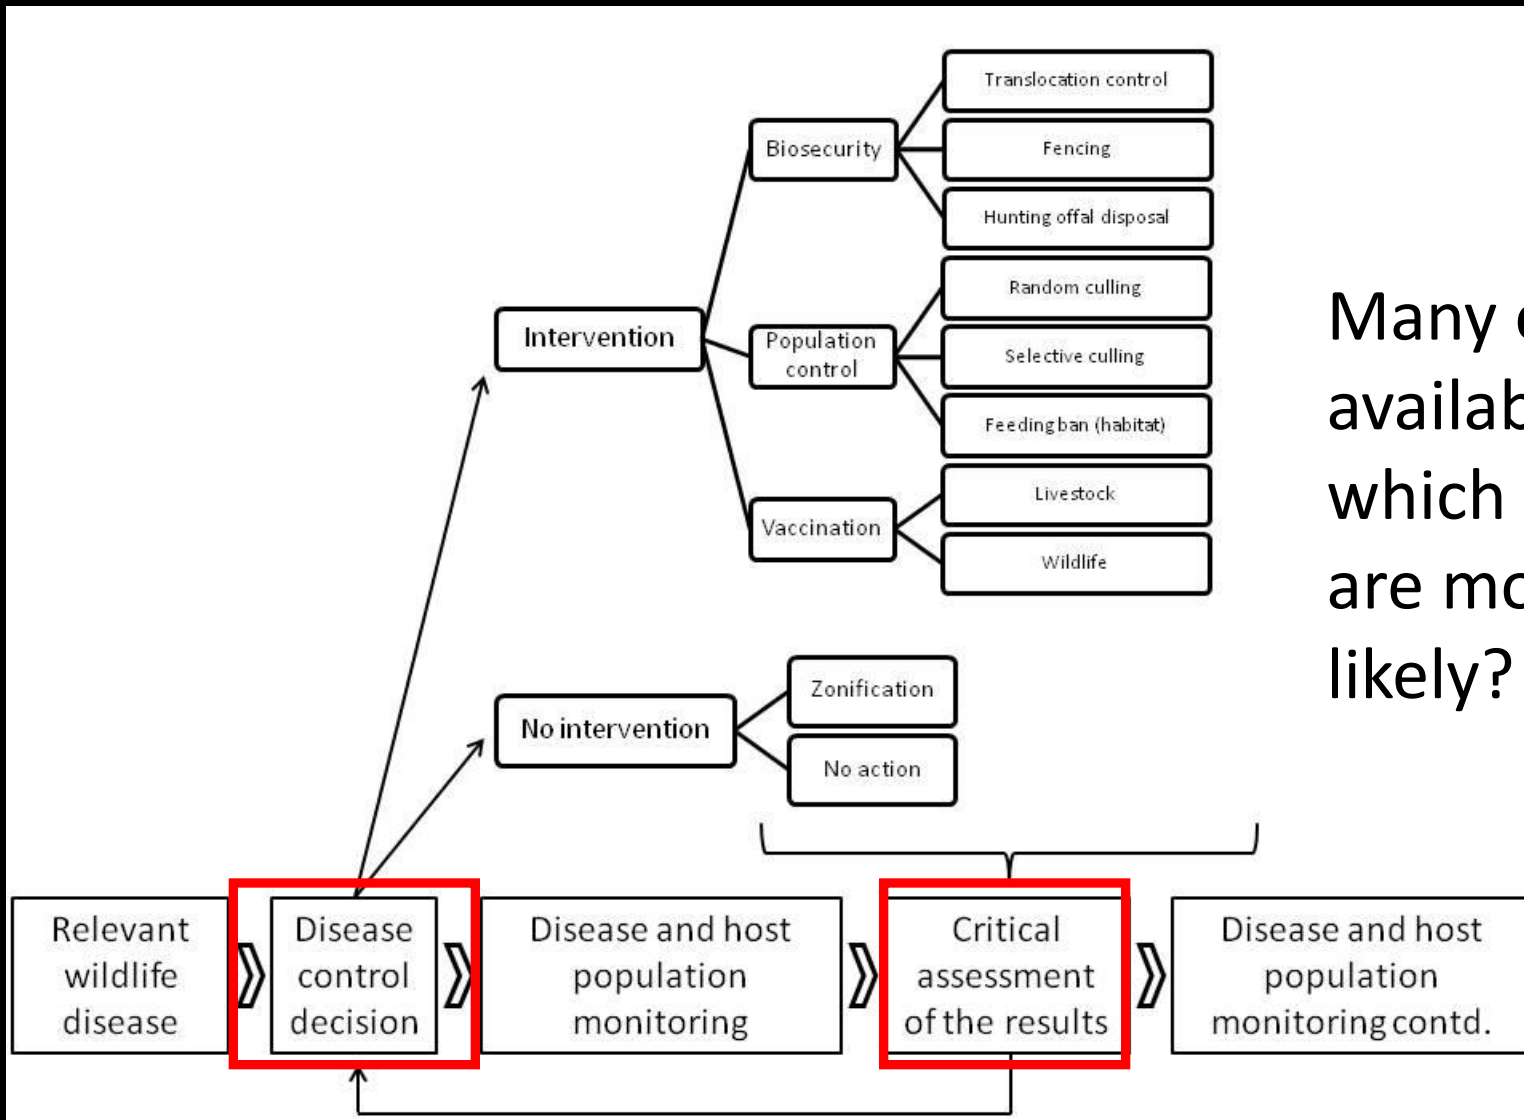 Translocation control
Biosecurity
Fencing
Hunting offal disposal
Random culling
Intervention
Population
control
Selective culling
Feeding ban (habitat)
Livestock
Vaccination
Wildlife
Many
availab
which
are mo
likely?
Zonification
No intervention
No action
Relevant
wildlife
disease
Disease
control
decision
Disease and host
population
monitoring
Critical
assessment
of the results
Disease and host
population
monitoring contd.